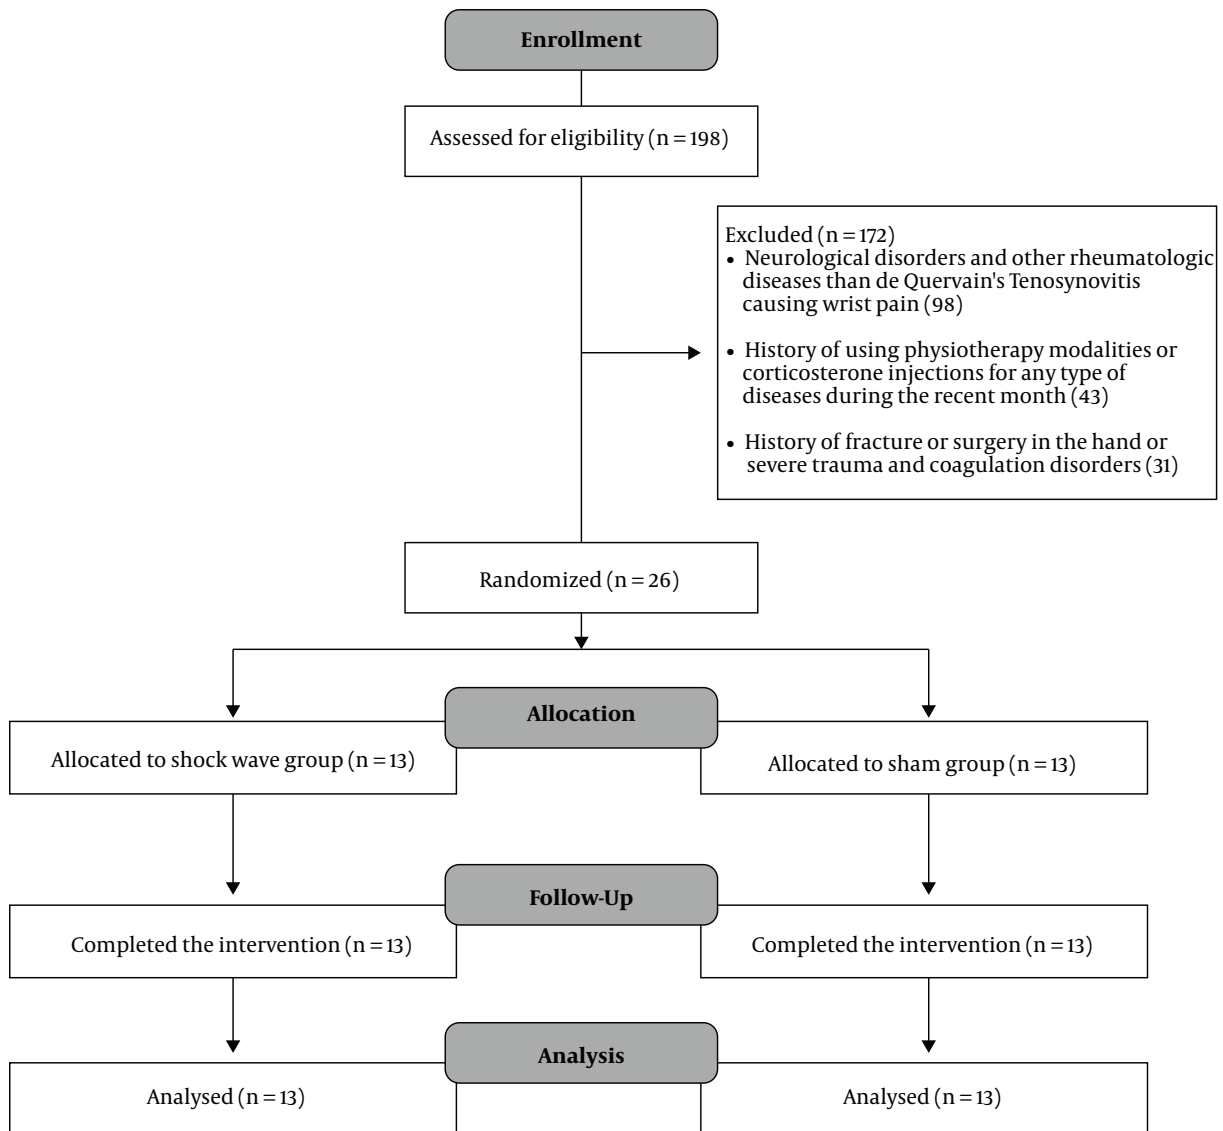 Enrollment
Assessed for eligibility (n = 198)
Excluded (n = 172)
• Neurological disorders and other rheumatologic
diseases than de Quervain's Tenosynovitis
causing wrist pain (98)
• History of using physiotherapy modalities or
corticosterone injections for any type of
diseases during the recent month (43)
• History of fracture or surgery in the hand or
severe trauma and coagulation disorders (31)
Randomized (n = 26)
Allocation
Allocated to shock wave group (n = 13)
Allocated to sham group (n = 13)
Follow-Up
Completed the intervention (n = 13)
Completed the intervention (n = 13)
Analysis
Analysed (n = 13)
Analysed (n = 13)